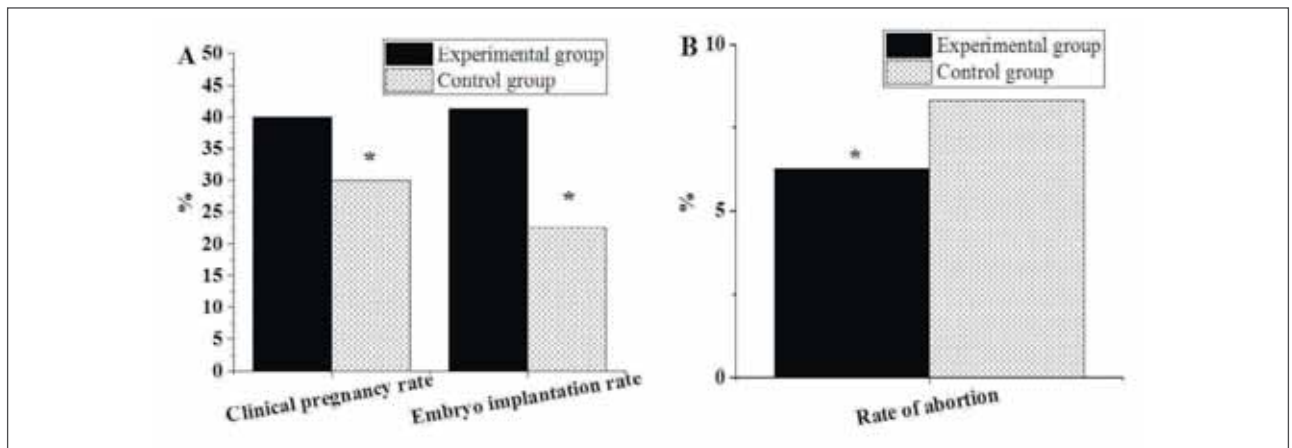 A
Experimental group
Control group
50
45
40
35
30
25
20
15
10
5
0
%
*
*
Clinical pregnancy rate
Embryo implantation rate
B
Experimental group
Control group
10
5
0
%
*
Rate of abortion